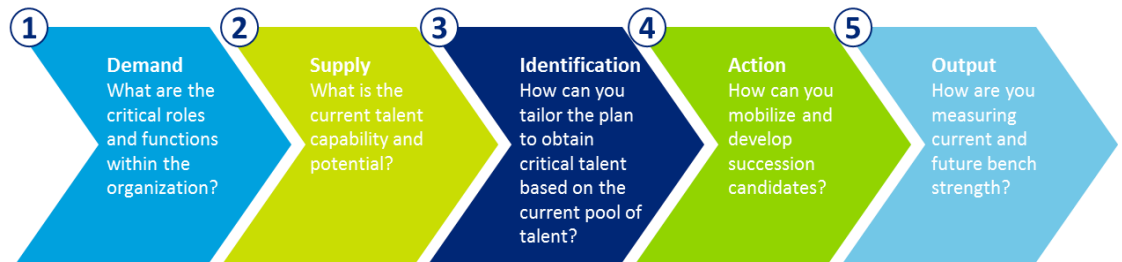 1
Demand
What are the
critical roles
and functions
within the
organization?
2
Supply
What is the
current talent
capability and
potential?
3
Identification
How can you
tailor the plan
to obtain
critical talent
based on the
current pool of
talent?
4
Action
How can you
mobilize and
develop
succession
candidates?
5
Output
How are you
measuring
current and
future bench
strength?